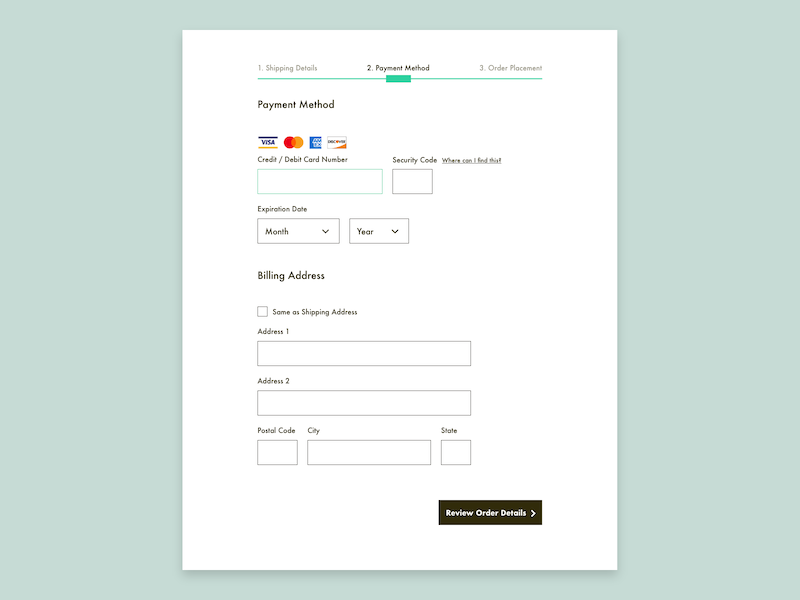 1. Shipping Details 2. Payment Method 3. Order Placement
Payment Method
VISA AMEX DISCOVER
Credit / Debit Card Number Security Code Where can I find this?
Expiration Date
Month Year
Billing Address
Same as Shipping Address
Address 1
Address 2
Postal Code City State
Review Order Details